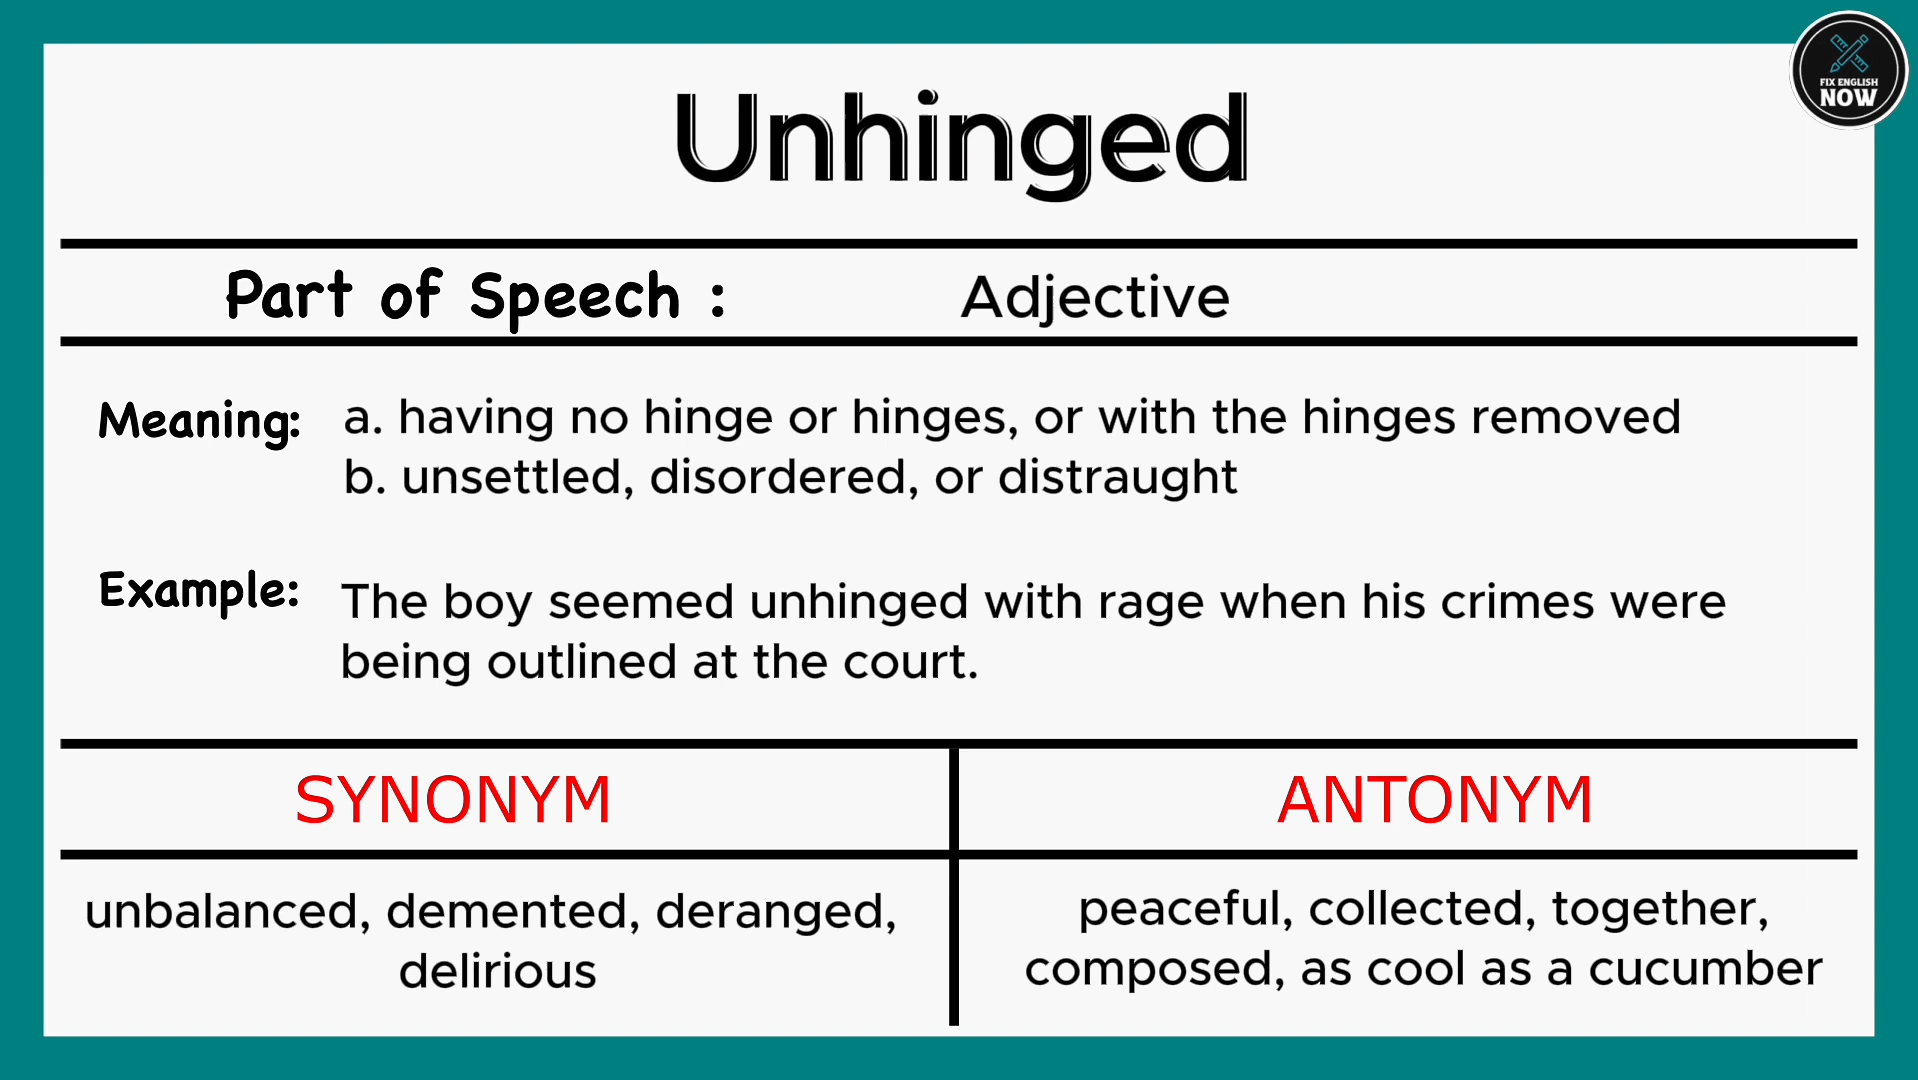 FIX ENGLISH
NOW
Unhinged
Part of Speech : Adjective
Meaning: a. having no hinge or hinges, or with the hinges removed
b. unsettled, disordered, or distraught
Example: The boy seemed unhinged with rage when his crimes were
being outlined at the court.
SYNONYM
unbalanced, demented, deranged,
delirious
ANTONYM
peaceful, collected, together,
composed, as cool as a cucumber